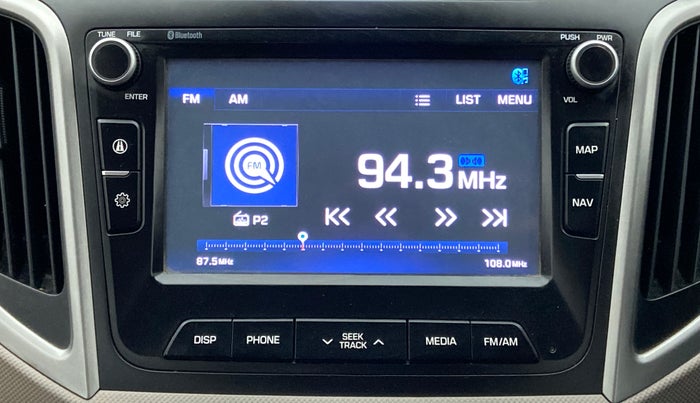 TUNE FILE
Bluetooth
PUSH PWR
ENTER
VOL
FM AM LIST MENU
FM
94.3 MHz
P2
87.5 MHz 108.0 MHz
MAP
NAV
DISP PHONE SEEK TRACK MEDIA FM/AM